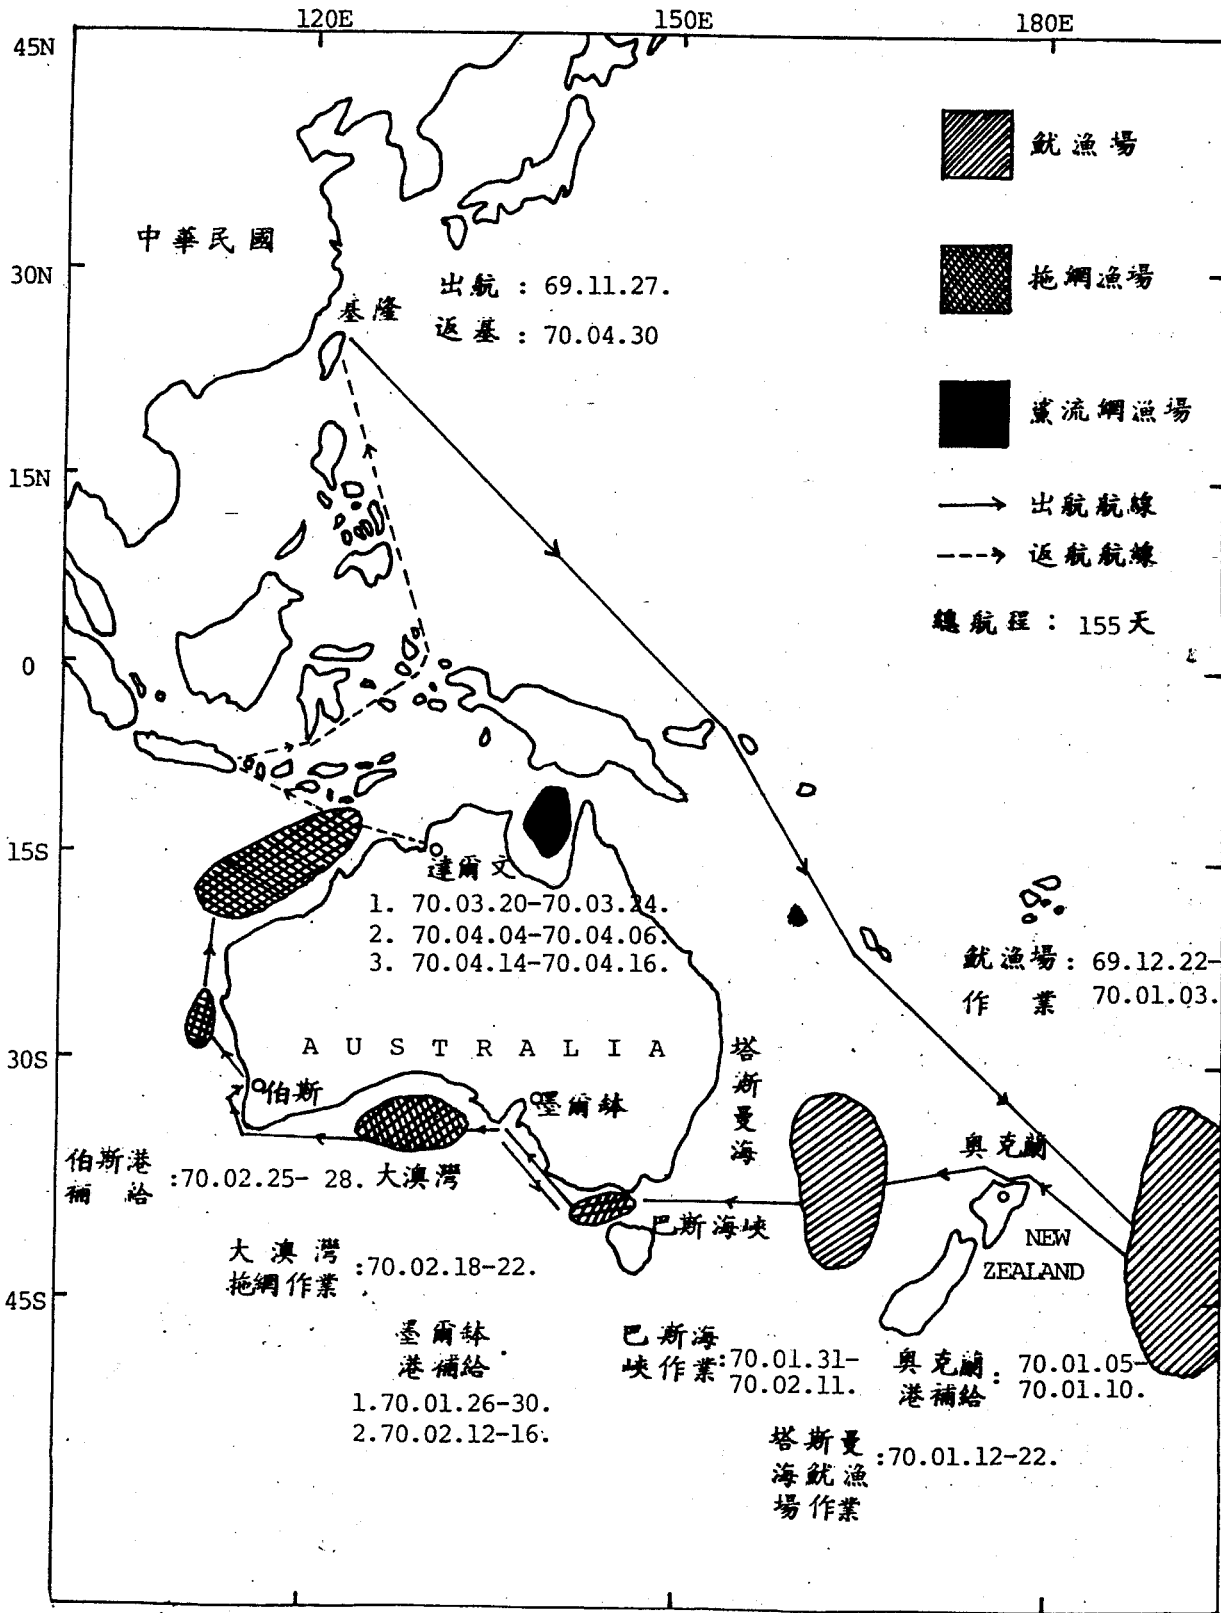 120E 150E 180E
45N
魷漁場
中華民國
30N
出航：69.11.27.
拖網漁場
基隆
返基：70.04.30
鯊流網漁場
15N
出航航線
返航航線
總航程：155天
0
15S
達爾文
1. 70.03.20-70.03.24.
2. 70.04.04-70.04.06.
3. 70.04.14-70.04.16.
魷漁場：69.12.22-
作業 70.01.03.
30S
AUSTRALIA
塔斯曼海
伯斯
墨爾鉢
奧克蘭
伯斯港
補給：70.02.25-28.
大澳灣
巴斯海峽
NEW
ZEALAND
大澳灣
拖網作業：70.02.18-22.
45S
墨爾鉢
港補給.
1.70.01.26-30.
2.70.02.12-16.
巴斯海
峽作業：70.01.31-
70.02.11.
奧克蘭
港補給：70.01.05-
70.01.10.
塔斯曼
海魷漁
場作業
：70.01.12-22.